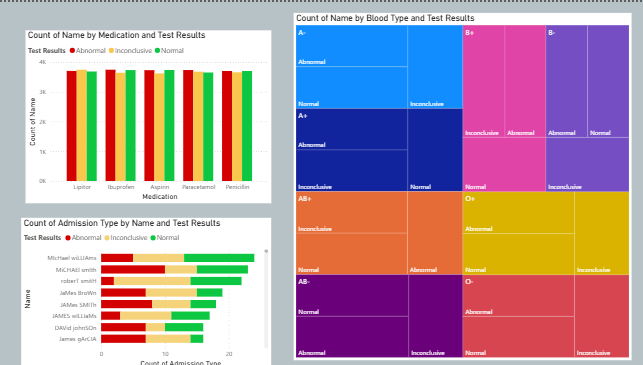 Count of Name by Medication and Test Results
Test Results Abnormal Inconclusive Normal
4K
3K
2K
1K
0K
Count of Name
Lipitor Ibuprofen Aspirin Paracetamol Penicillin
Medication
Count of Admission Type by Name and Test Results
Test Results Abnormal Inconclusive Normal
Name
MIcHael wiLLIAms
MiCHAEl smIth
roberT smItH
JaMes BroWn
JAMes SMITh
JAMES wiLLIaMs
DAVId johnSOn
James gArCIA
0 10 20
Count of Admission Type
Count of Name by Blood Type and Test Results
A-
Abnormal
Normal Inconclusive
A+
Abnormal
Inconclusive Normal
AB+
Inconclusive
Normal Abnormal
AB-
Normal
Abnormal Inconclusive
B+
Inconclusive Abnormal
Normal
B-
Abnormal Normal
Inconclusive
O+
Abnormal
Normal Inconclusive
O-
Abnormal
Normal Inconclusive